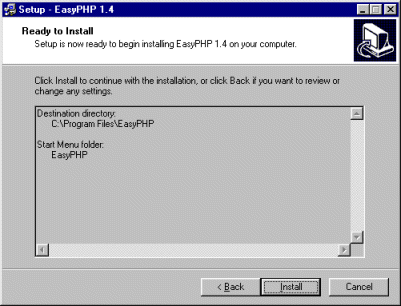 Setup - EasyPHP 1.4
Ready to Install
Setup is now ready to begin installing EasyPHP 1.4 on your computer.
Click Install to continue with the installation, or click Back if you want to review or
change any settings.
Destination directory:
C:\Program Files\EasyPHP
Start Menu folder:
EasyPHP
< Back
Install
Cancel